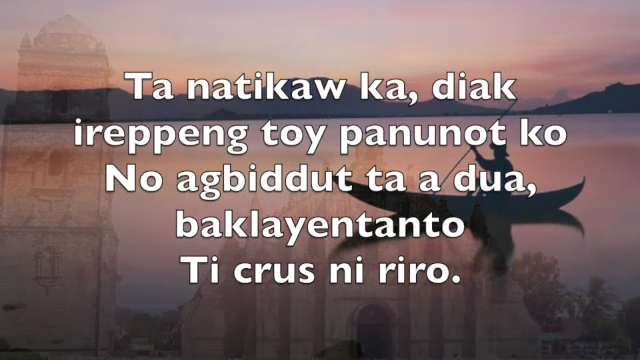 Ta natikaw ka, diak
ireppeng toy panunot ko
No agbiddut ta a dua,
baklayentanto
Ti crus ni riro.